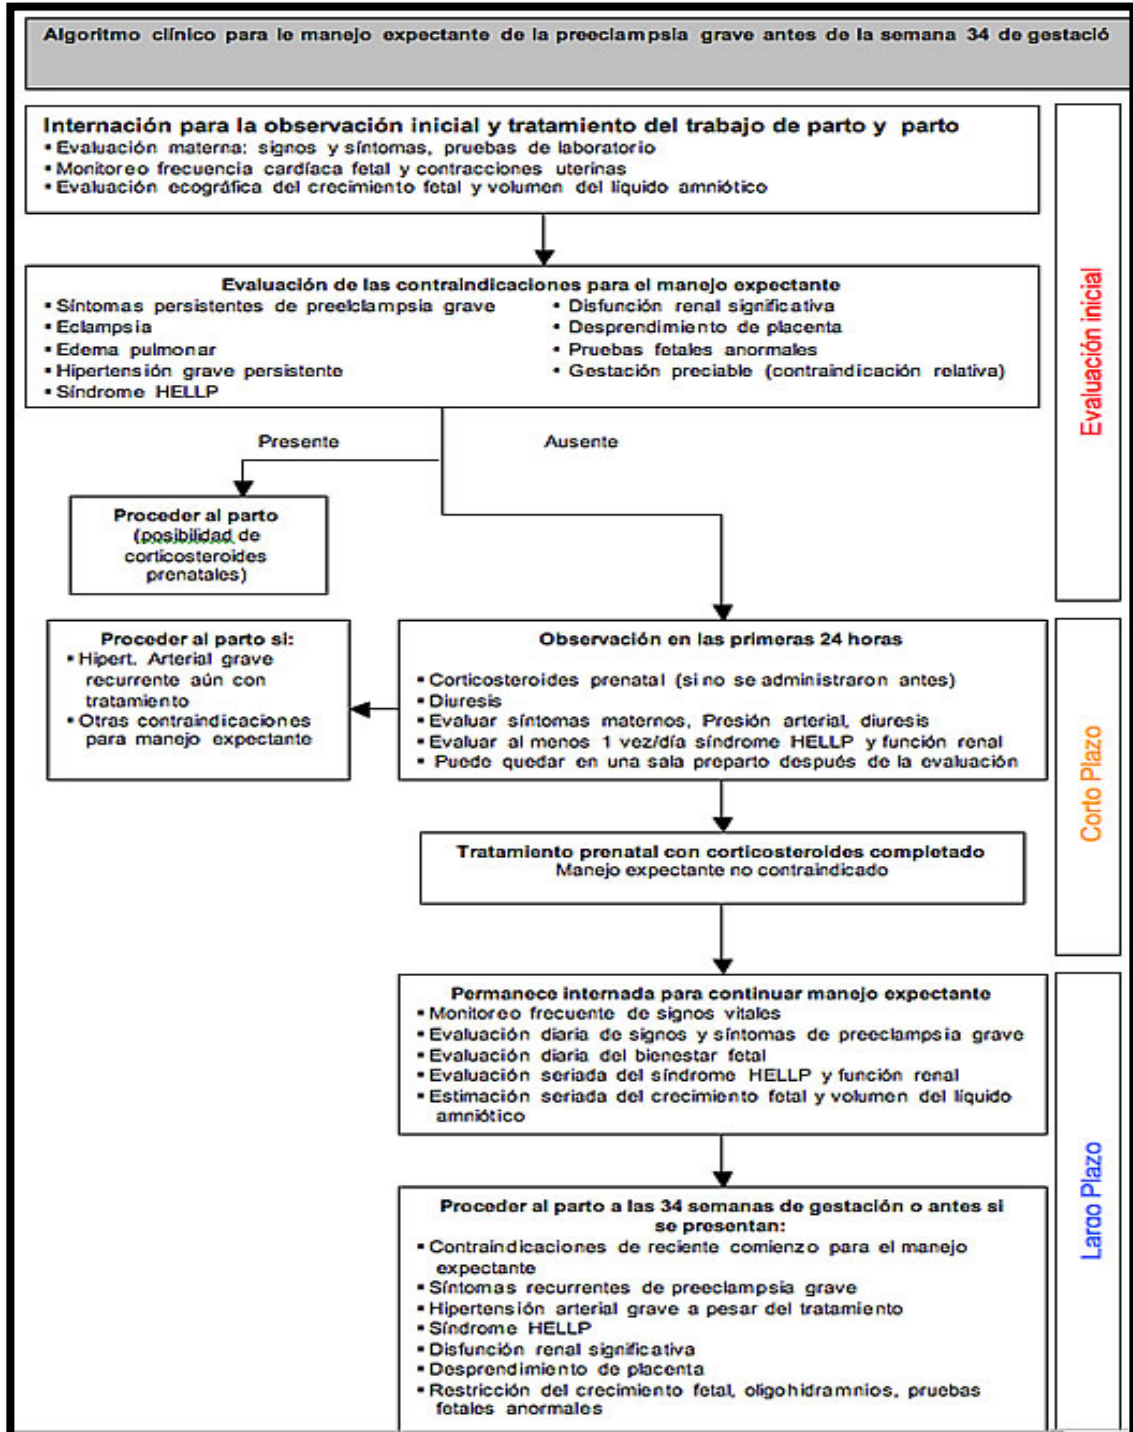 Algoritmo clínico para le manejo expectante de la preeclampsia grave antes de la semana 34 de gestació
Internación para la observación inicial y tratamiento del trabajo de parto y parto
▪ Evaluación materna: signos y síntomas, pruebas de laboratorio
▪ Monitoreo frecuencia cardíaca fetal y contracciones uterinas
▪ Evaluación ecográfica del crecimiento fetal y volumen del líquido amniótico
Evaluación de las contraindicaciones para el manejo expectante
▪ Síntomas persistentes de preelclampsia grave
▪ Eclampsia
▪ Edema pulmonar
▪ Hipertensión grave persistente
▪ Síndrome HELLP
▪ Disfunción renal significativa
▪ Desprendimiento de placenta
▪ Pruebas fetales anormales
▪ Gestación preciable (contraindicación relativa)
Evaluación inicial
Presente
Ausente
Proceder al parto
(posibilidad de
corticosteroides
prenatales)
Proceder al parto si:
▪ Hipert. Arterial grave
recurrente aún con
tratamiento
▪ Otras contraindicaciones
para manejo expectante
Observación en las primeras 24 horas
▪ Corticosteroides prenatal (si no se administraron antes)
▪ Diuresis
▪ Evaluar síntomas maternos, Presión arterial, diuresis
▪ Evaluar al menos 1 vez/día síndrome HELLP y función renal
▪ Puede quedar en una sala preparto después de la evaluación
Corto Plazo
Tratamiento prenatal con corticosteroides completado
Manejo expectante no contraindicado
Permanece internada para continuar manejo expectante
▪ Monitoreo frecuente de signos vitales
▪ Evaluación diaria de signos y síntomas de preeclampsia grave
▪ Evaluación diaria del bienestar fetal
▪ Evaluación seriada del síndrome HELLP y función renal
▪ Estimación seriada del crecimiento fetal y volumen del líquido
amniótico
Largo Plazo
Proceder al parto a las 34 semanas de gestación o antes si
se presentan:
▪ Contraindicaciones de reciente comienzo para el manejo
expectante
▪ Síntomas recurrentes de preeclampsia grave
▪ Hipertensión arterial grave a pesar del tratamiento
▪ Síndrome HELLP
▪ Disfunción renal significativa
▪ Desprendimiento de placenta
▪ Restricción del crecimiento fetal, oligohidramnios, pruebas
fetales anormales